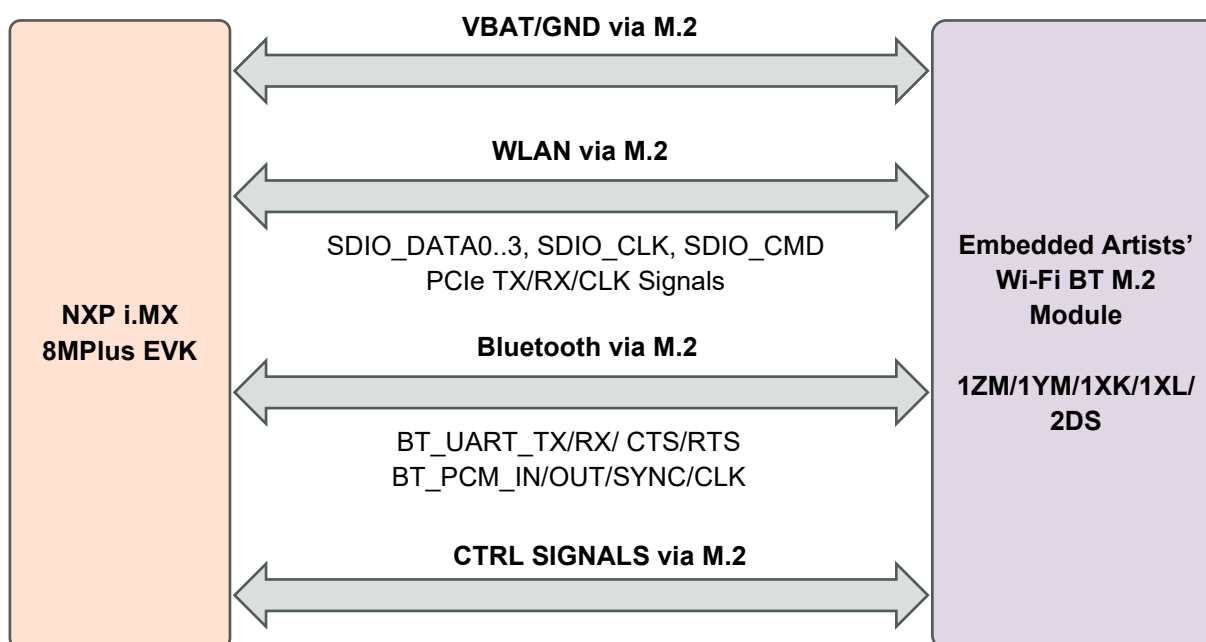 VBAT/GND via M.2
WLAN via M.2
SDIO_DATA0..3, SDIO_CLK, SDIO_CMD
PCIe TX/RX/CLK Signals
NXP i.MX
8MPlus EVK
Bluetooth via M.2
BT_UART_TX/RX/ CTS/RTS
BT_PCM_IN/OUT/SYNC/CLK
CTRL SIGNALS via M.2
Embedded Artists’
Wi-Fi BT M.2
Module
1ZM/1YM/1XK/1XL/
2DS